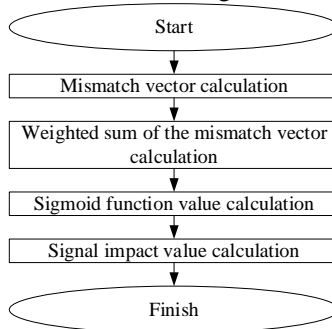 Start
Mismatch vector calculation
Weighted sum of the mismatch vector
calculation
Sigmoid function value calculation
Signal impact value calculation
Finish